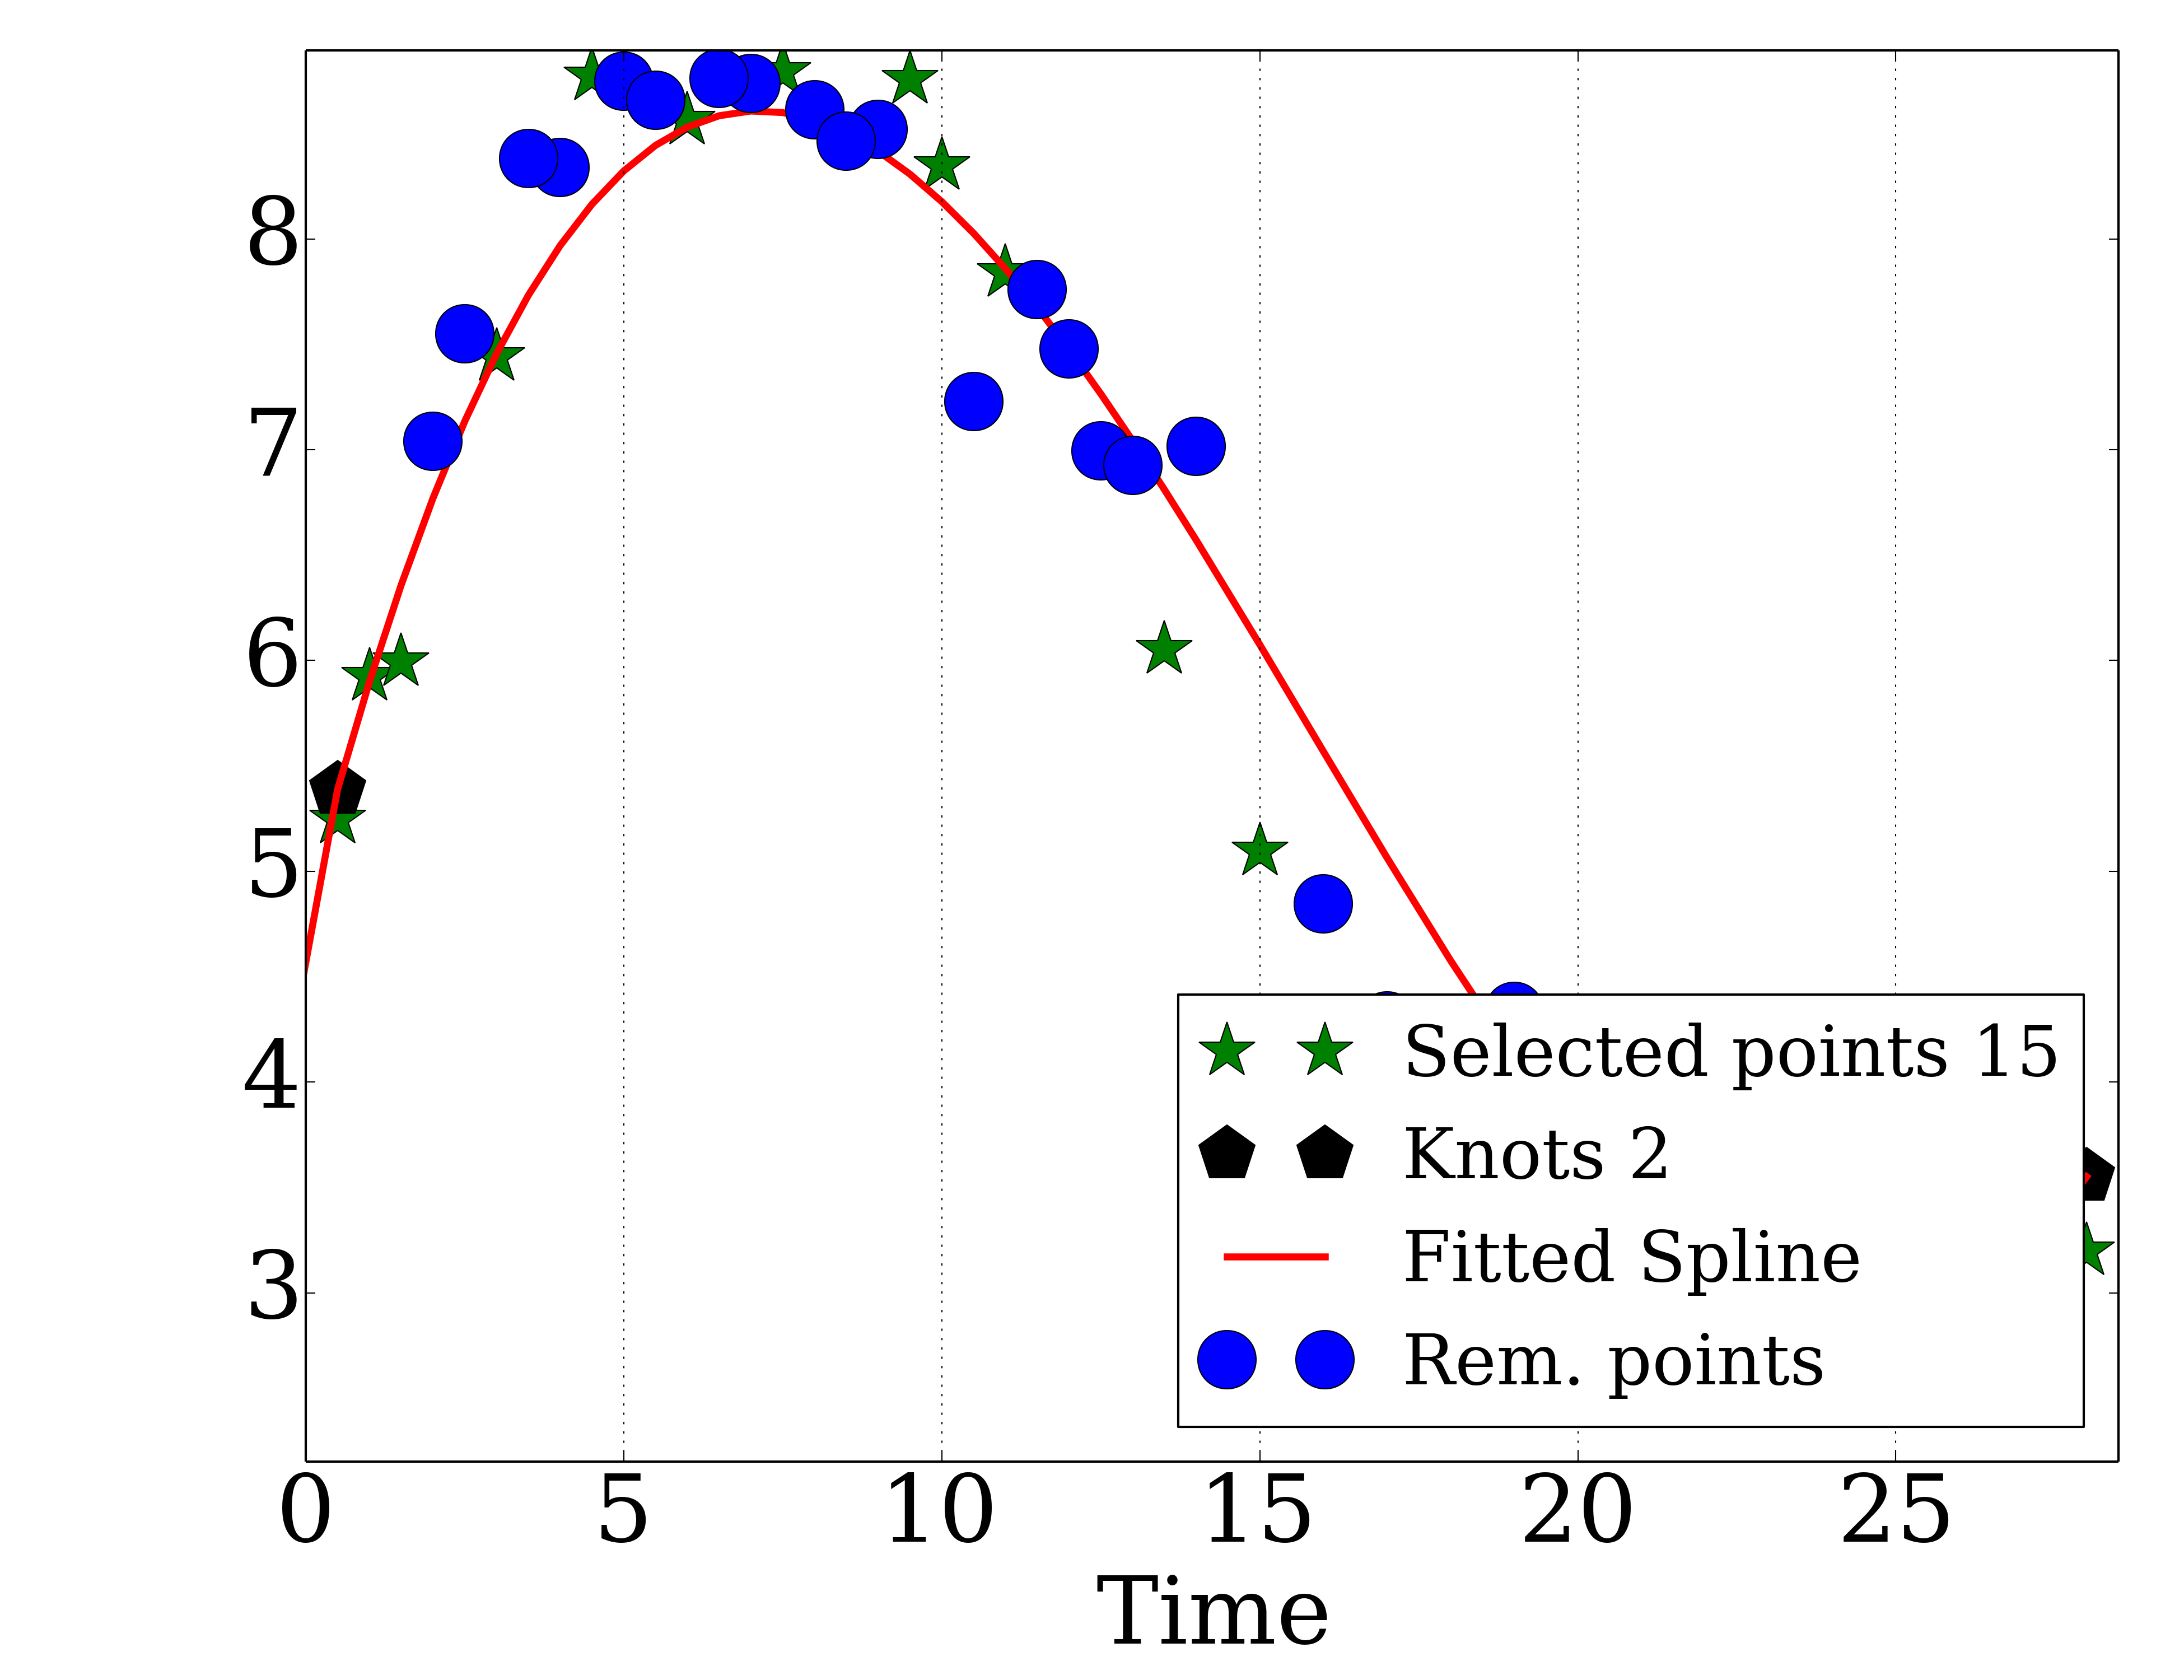 8
7
6
5
4
3
0 5 10 15 20 25
Time
Selected points 15
Knots 2
Fitted Spline
Rem. points